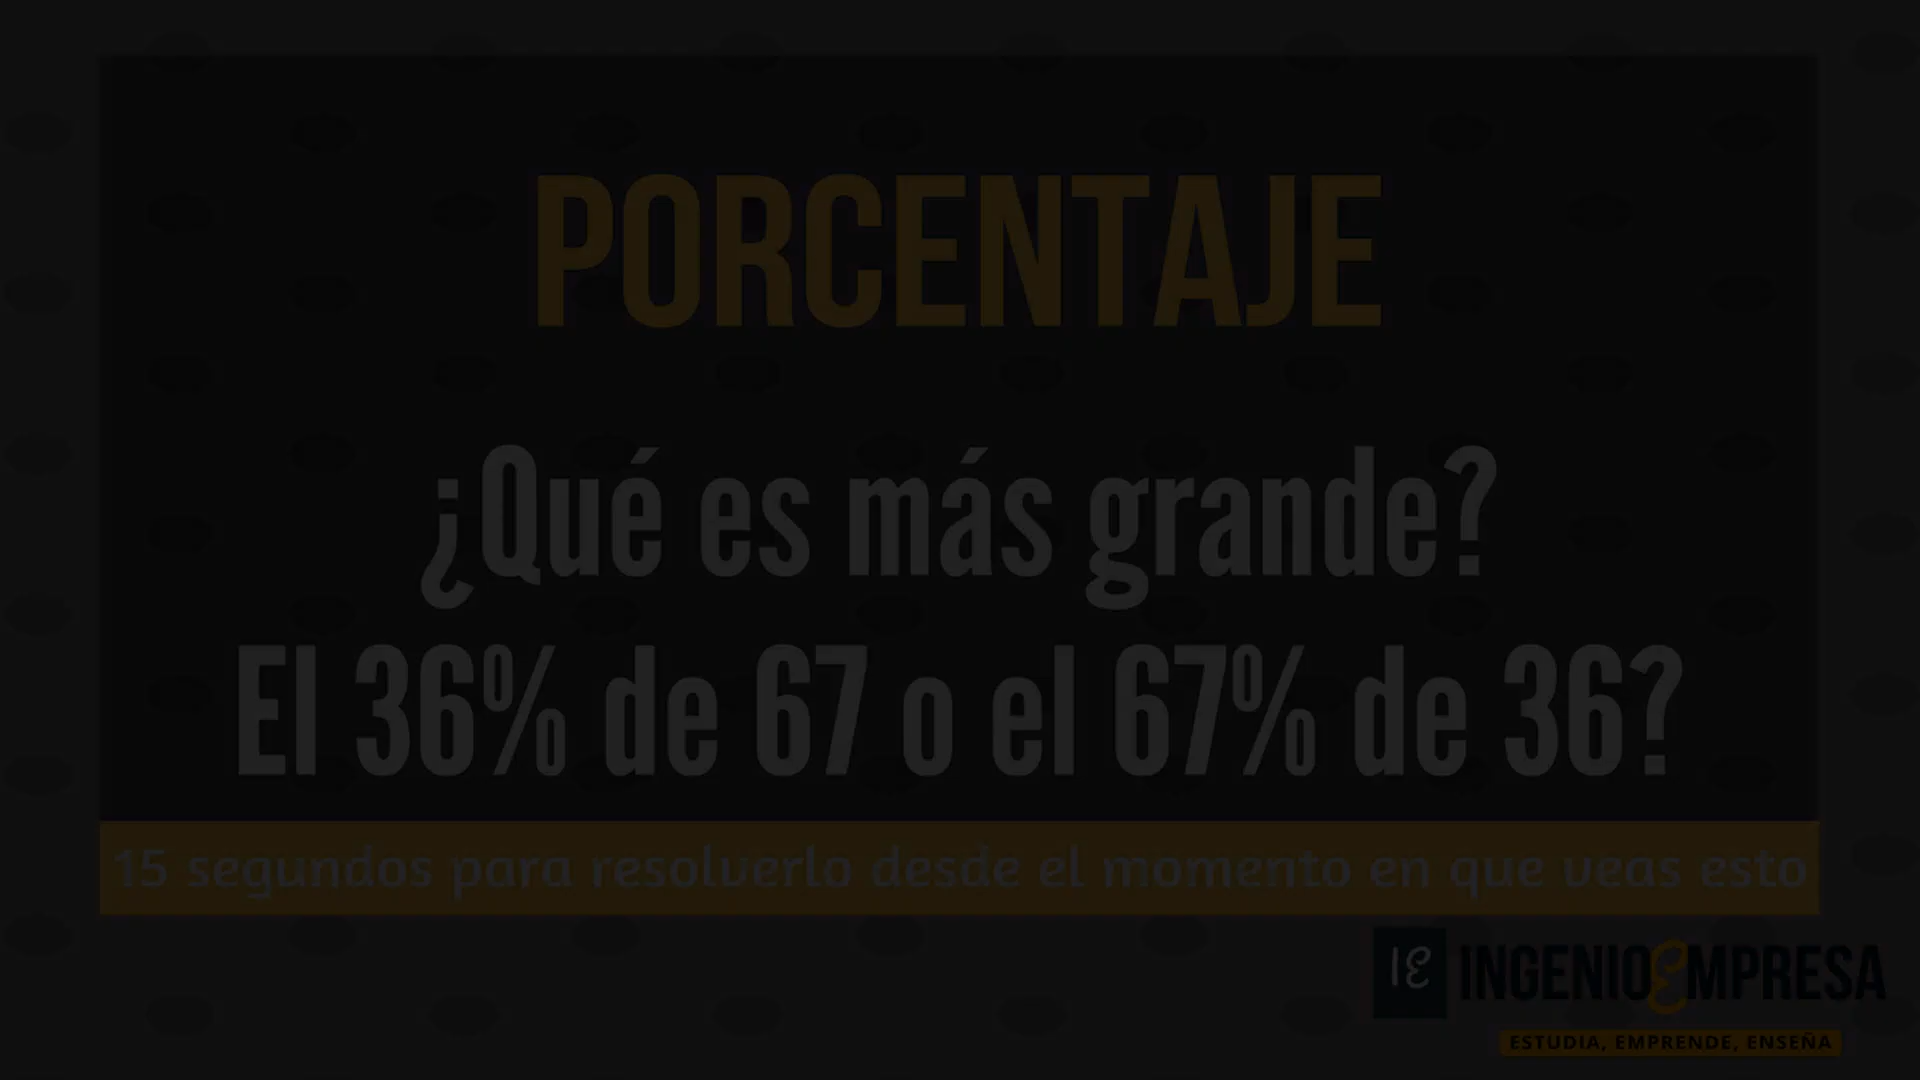 PORCENTAJE
¿Qué es más grande?
El 36% de 67 o el 67% de 36?
15 segundos para resolverlo desde el momento en que veas esto
IE INGENIOEMPRESA
ESTUDIA, EMPRENDE, ENSEÑA